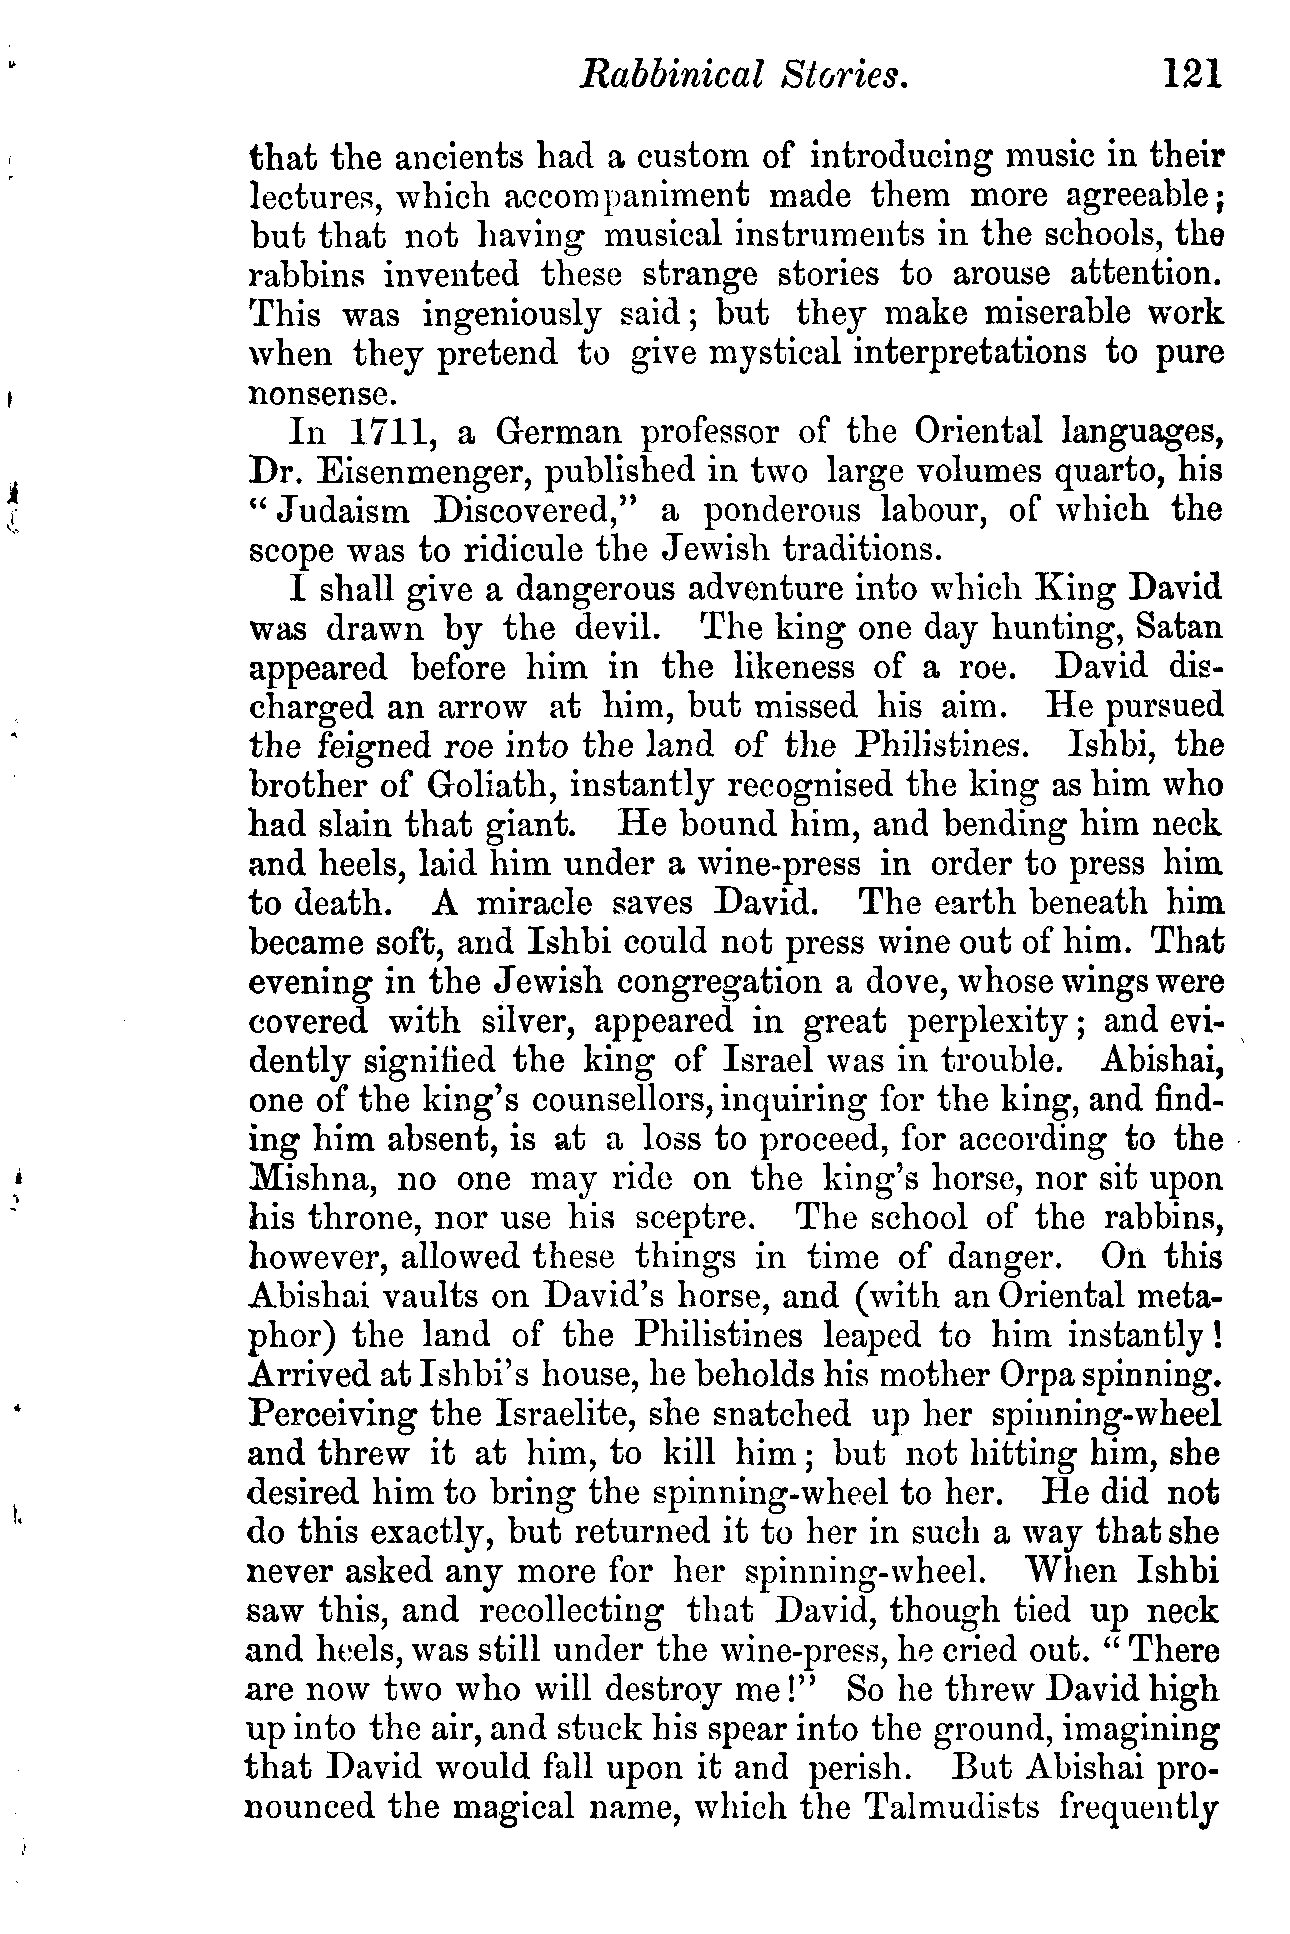 Rabbinical Stories. 121
that the ancients had a custom of introducing music in their
lectures, which accompaniment made them more agreeable;
but that not having musical instruments in the schools, the
rabbins invented these strange stories to arouse attention.
This was ingeniously said; but they make miserable work
when they pretend to give mystical interpretations to pure
nonsense.
In 1711, a German professor of the Oriental languages,
Dr. Eisenmenger, published in two large volumes quarto, his
“Judaism Discovered,” a ponderous labour, of which the
scope was to ridicule the Jewish traditions.
I shall give a dangerous adventure into which King David
was drawn by the devil. The king one day hunting, Satan
appeared before him in the likeness of a roe. David dis-
charged an arrow at him, but missed his aim. He pursued
the feigned roe into the land of the Philistines. Ishbi, the
brother of Goliath, instantly recognised the king as him who
had slain that giant. He bound him, and bending him neck
and heels, laid him under a wine-press in order to press him
to death. A miracle saves David. The earth beneath him
became soft, and Ishbi could not press wine out of him. That
evening in the Jewish congregation a dove, whose wings were
covered with silver, appeared in great perplexity; and evi-
dently signified the king of Israel was in trouble. Abishai,
one of the king’s counsellors, inquiring for the king, and find-
ing him absent, is at a loss to proceed, for according to the
Mishna, no one may ride on the king’s horse, nor sit upon
his throne, nor use his sceptre. The school of the rabbins,
however, allowed these things in time of danger. On this
Abishai vaults on David’s horse, and (with an Oriental meta-
phor) the land of the Philistines leaped to him instantly!
Arrived at Ishbi’s house, he beholds his mother Orpa spinning.
Perceiving the Israelite, she snatched up her spinning-wheel
and threw it at him, to kill him; but not hitting him, she
desired him to bring the spinning-wheel to her. He did not
do this exactly, but returned it to her in such a way that she
never asked any more for her spinning-wheel. When Ishbi
saw this, and recollecting that David, though tied up neck
and heels, was still under the wine-press, he cried out. “There
are now two who will destroy me!” So he threw David high
up into the air, and stuck his spear into the ground, imagining
that David would fall upon it and perish. But Abishai pro-
nounced the magical name, which the Talmudists frequently